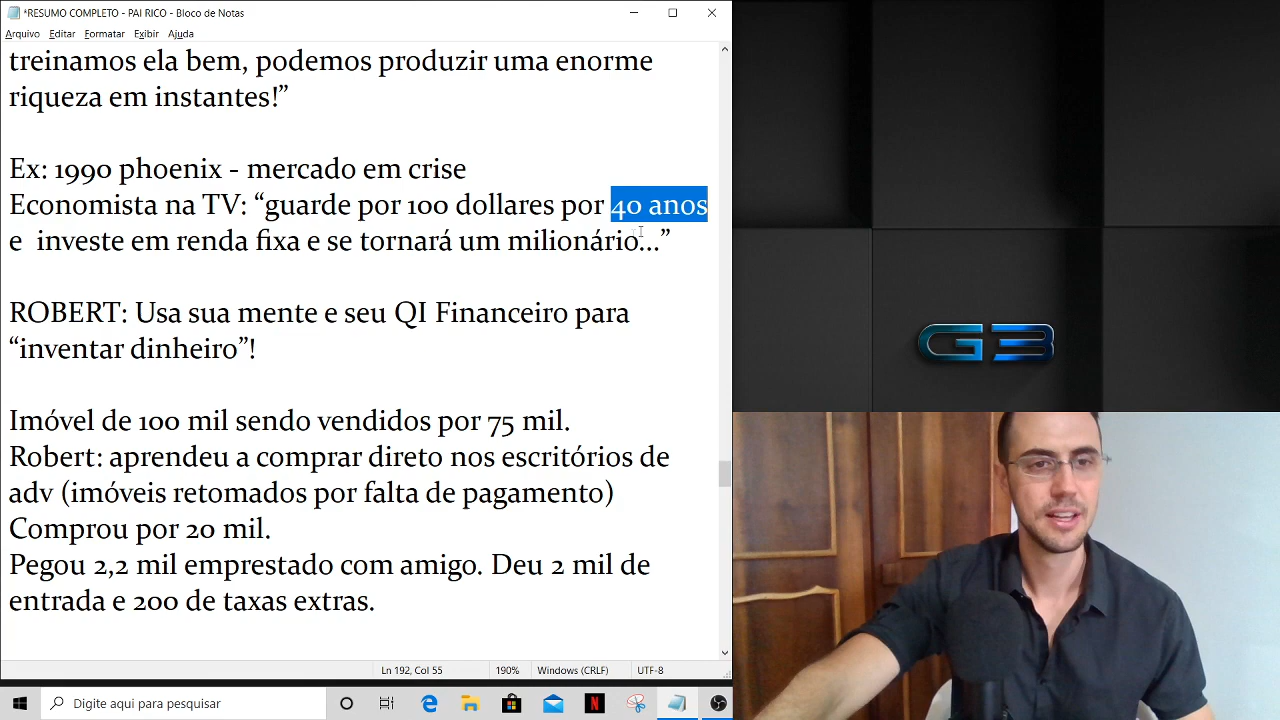 *RESUMO COMPLETO - PAI RICO - Bloco de Notas
Arquivo Editar Formatar Exibir Ajuda
treinamos ela bem, podemos produzir uma enorme
riqueza em instantes!”
Ex: 1990 phoenix - mercado em crise
Economista na TV: “guarde por 100 dollares por 40 anos
e  investe em renda fixa e se tornará um milionário...”
ROBERT: Usa sua mente e seu QI Financeiro para
“inventar dinheiro”!
Imóvel de 100 mil sendo vendidos por 75 mil.
Robert: aprendeu a comprar direto nos escritórios de
adv (imóveis retomados por falta de pagamento)
Comprou por 20 mil.
Pegou 2,2 mil emprestado com amigo. Deu 2 mil de
entrada e 200 de taxas extras.
Ln 192, Col 55 190% Windows (CRLF) UTF-8
Digite aqui para pesquisar
G3